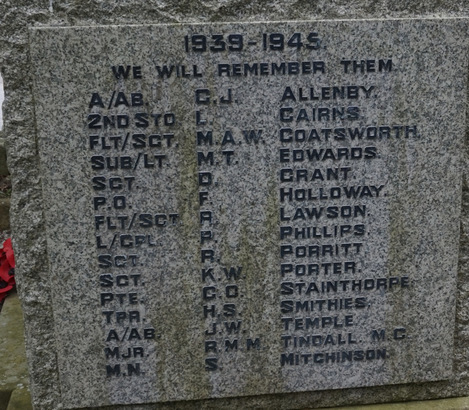 1939-1945
WE WILL REMEMBER THEM
A/AB. G.J. ALLENBY.
2ND STO L. CAIRNS.
FLT/SGT. M.A.W. COATSWORTH.
SUB/LT. M.T. EDWARDS.
SGT. D. GRANT.
P.O. F. HOLLOWAY.
FLT/SGT R. LAWSON.
L/CPL. P. PHILLIPS.
SGT. R. PORRITT.
SGT. K.W. PORTER.
PTE. G.O. STAINTHORPE.
TPR. H.S. SMITHIES.
A/AB. J.W. TEMPLE.
MJR. R.M.M. TINDALL. M.C.
M.N. S. MITCHINSON.